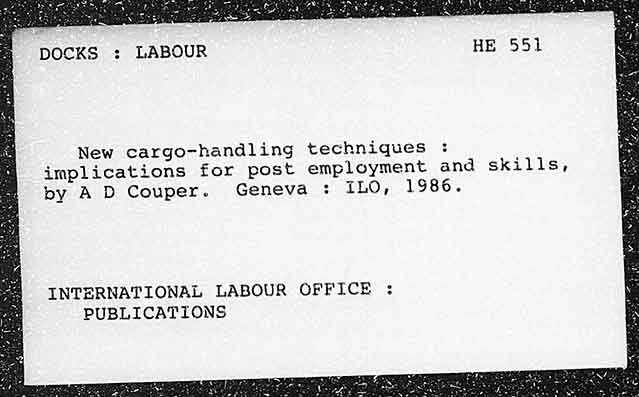 DOCKS : LABOUR HE 551
New cargo-handling techniques :
implications for post employment and skills,
by A D Couper. Geneva : ILO, 1986.
INTERNATIONAL LABOUR OFFICE :
PUBLICATIONS